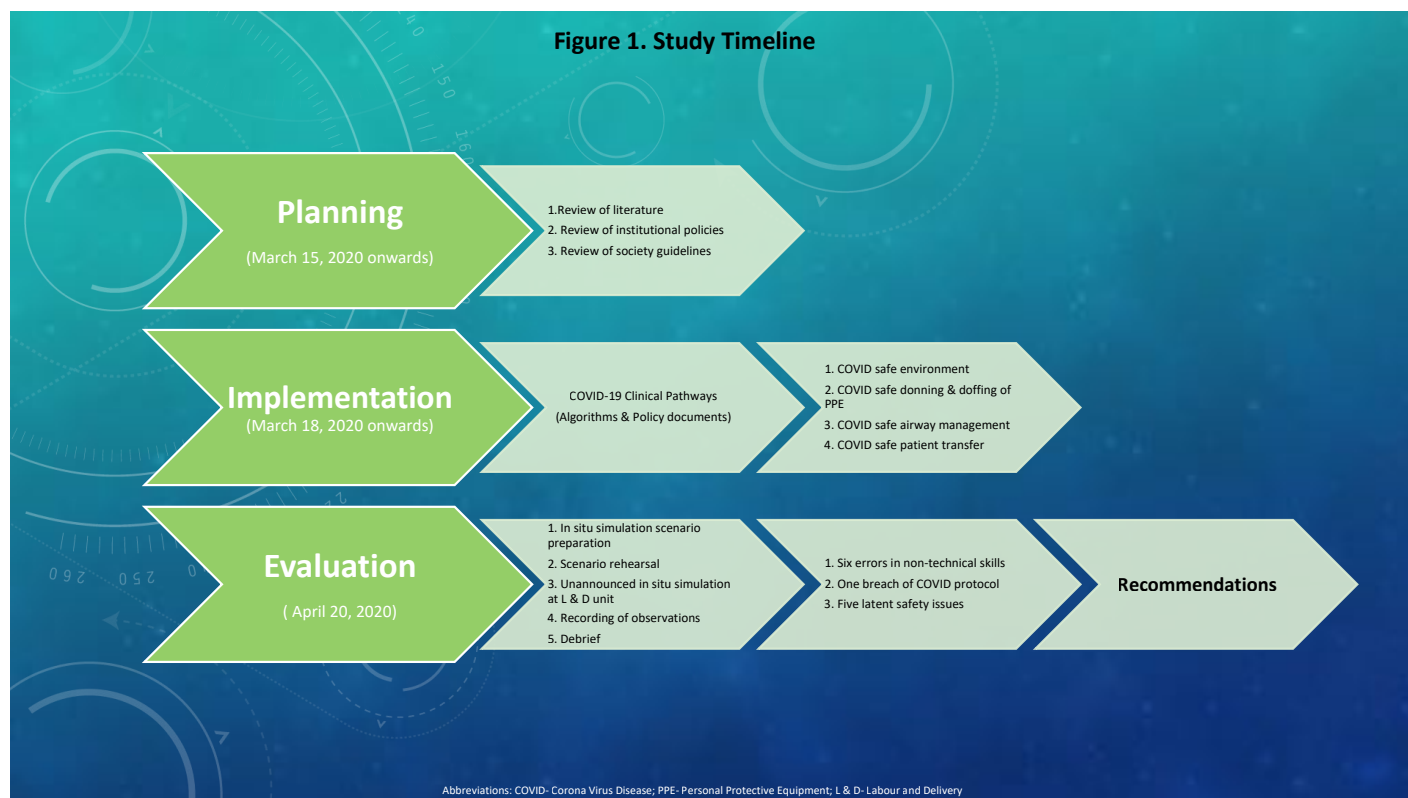 Figure 1. Study Timeline
Planning
(March 15, 2020 onwards)
1.Review of literature
2. Review of institutional policies
3. Review of society guidelines
Implementation
(March 18, 2020 onwards)
COVID-19 Clinical Pathways
(Algorithms & Policy documents)
1. COVID safe environment
2. COVID safe donning & doffing of
PPE
3. COVID safe airway management
4. COVID safe patient transfer
Evaluation
( April 20, 2020)
1. In situ simulation scenario
preparation
2. Scenario rehearsal
3. Unannounced in situ simulation
at L & D unit
4. Recording of observations
5. Debrief
1. Six errors in non-technical skills
2. One breach of COVID protocol
3. Five latent safety issues
Recommendations
140
150
160
260
250
Abbreviations: COVID- Corona Virus Disease; PPE- Personal Protective Equipment; L & D- Labour and Delivery